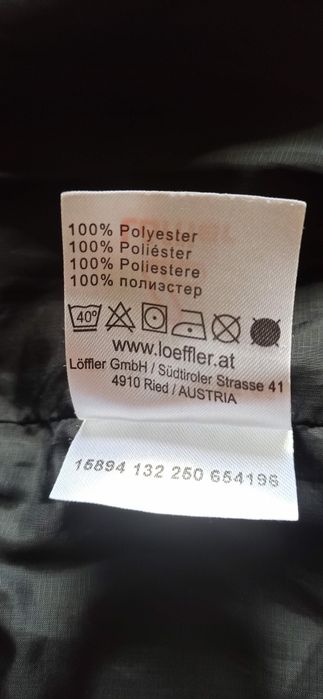 100% Polyester
100% Poliéster
100% Poliestere
100% полиэстер
40°
www.loeffler.at
Löffler GmbH / Südtiroler Strasse 41
4910 Ried / AUSTRIA
15894 132 250 654196